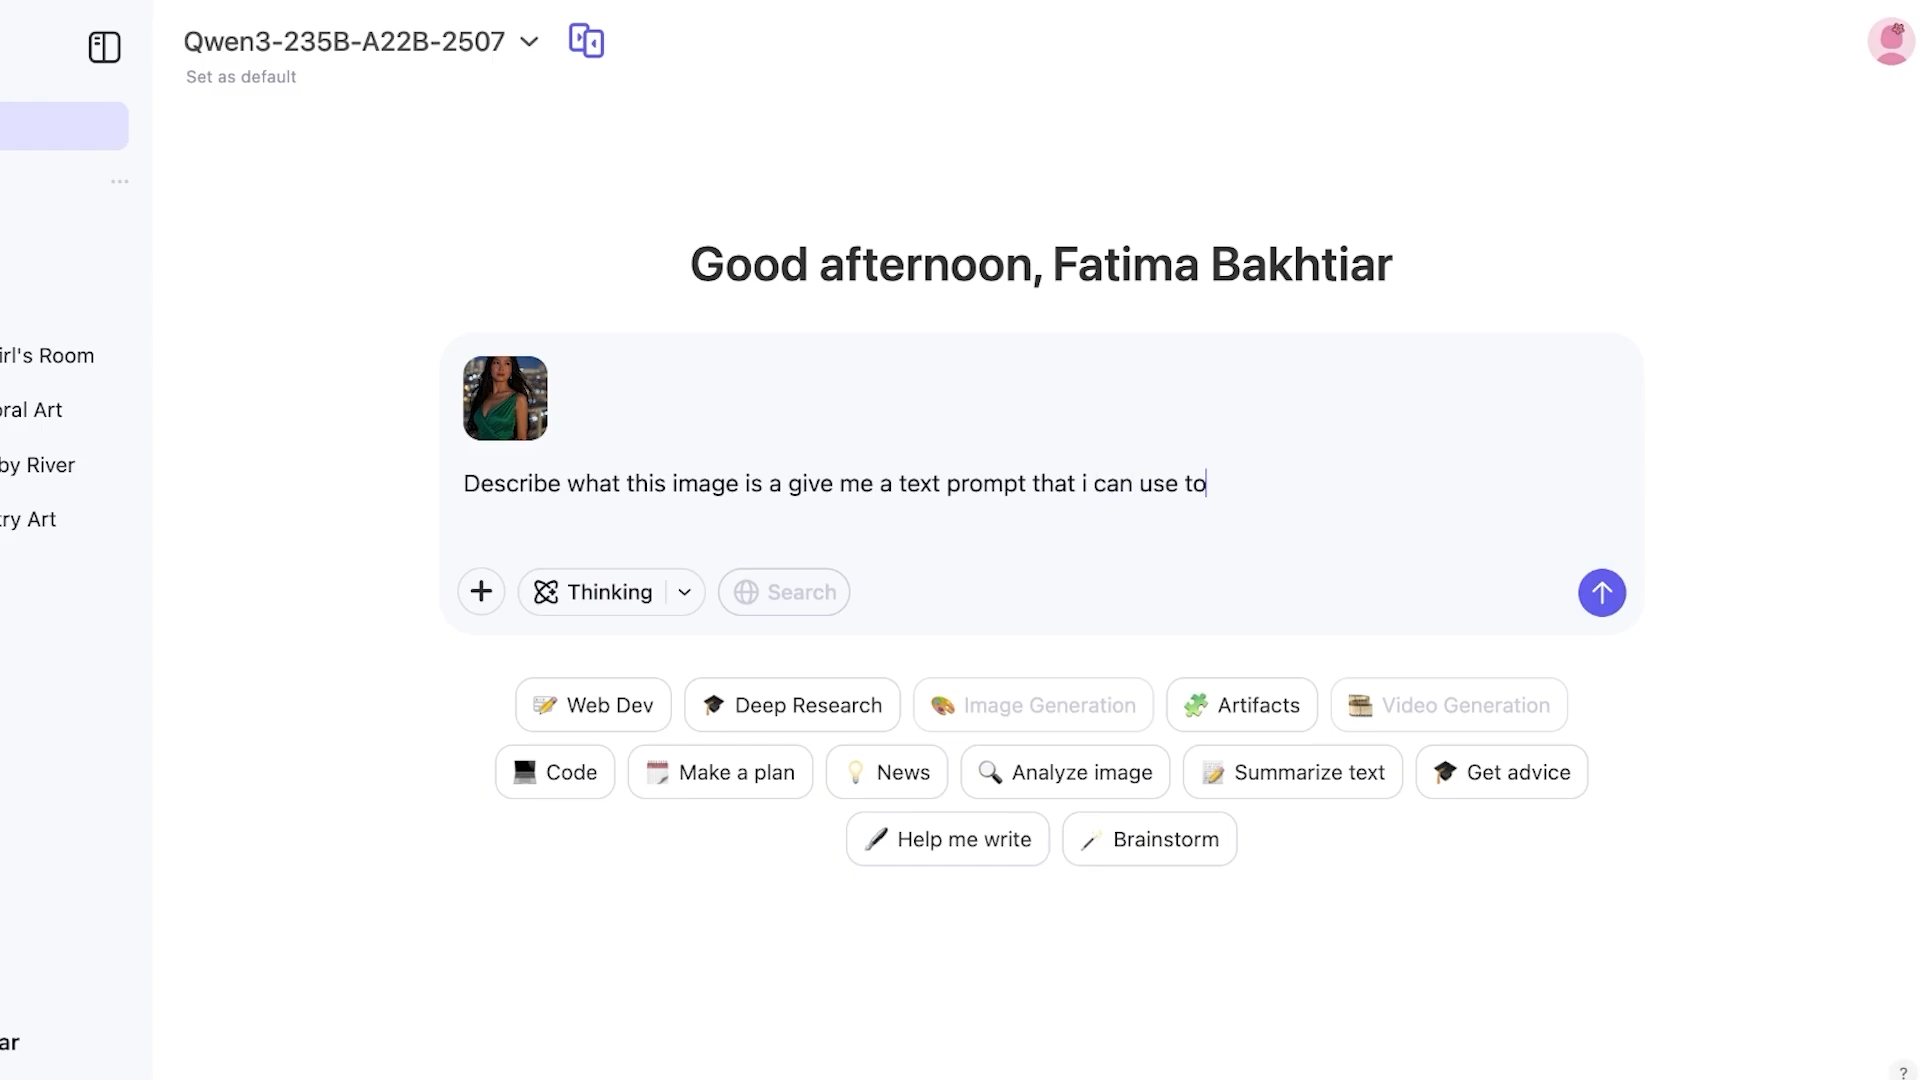 Qwen3-235B-A22B-2507
Set as default
Good afternoon, Fatima Bakhtiar
irl's Room
oral Art
by River
try Art
Describe what this image is a give me a text prompt that i can use to
Thinking
Search
Web Dev
Deep Research
Image Generation
Artifacts
Video Generation
Code
Make a plan
News
Analyze image
Summarize text
Get advice
Help me write
Brainstorm
ar
?